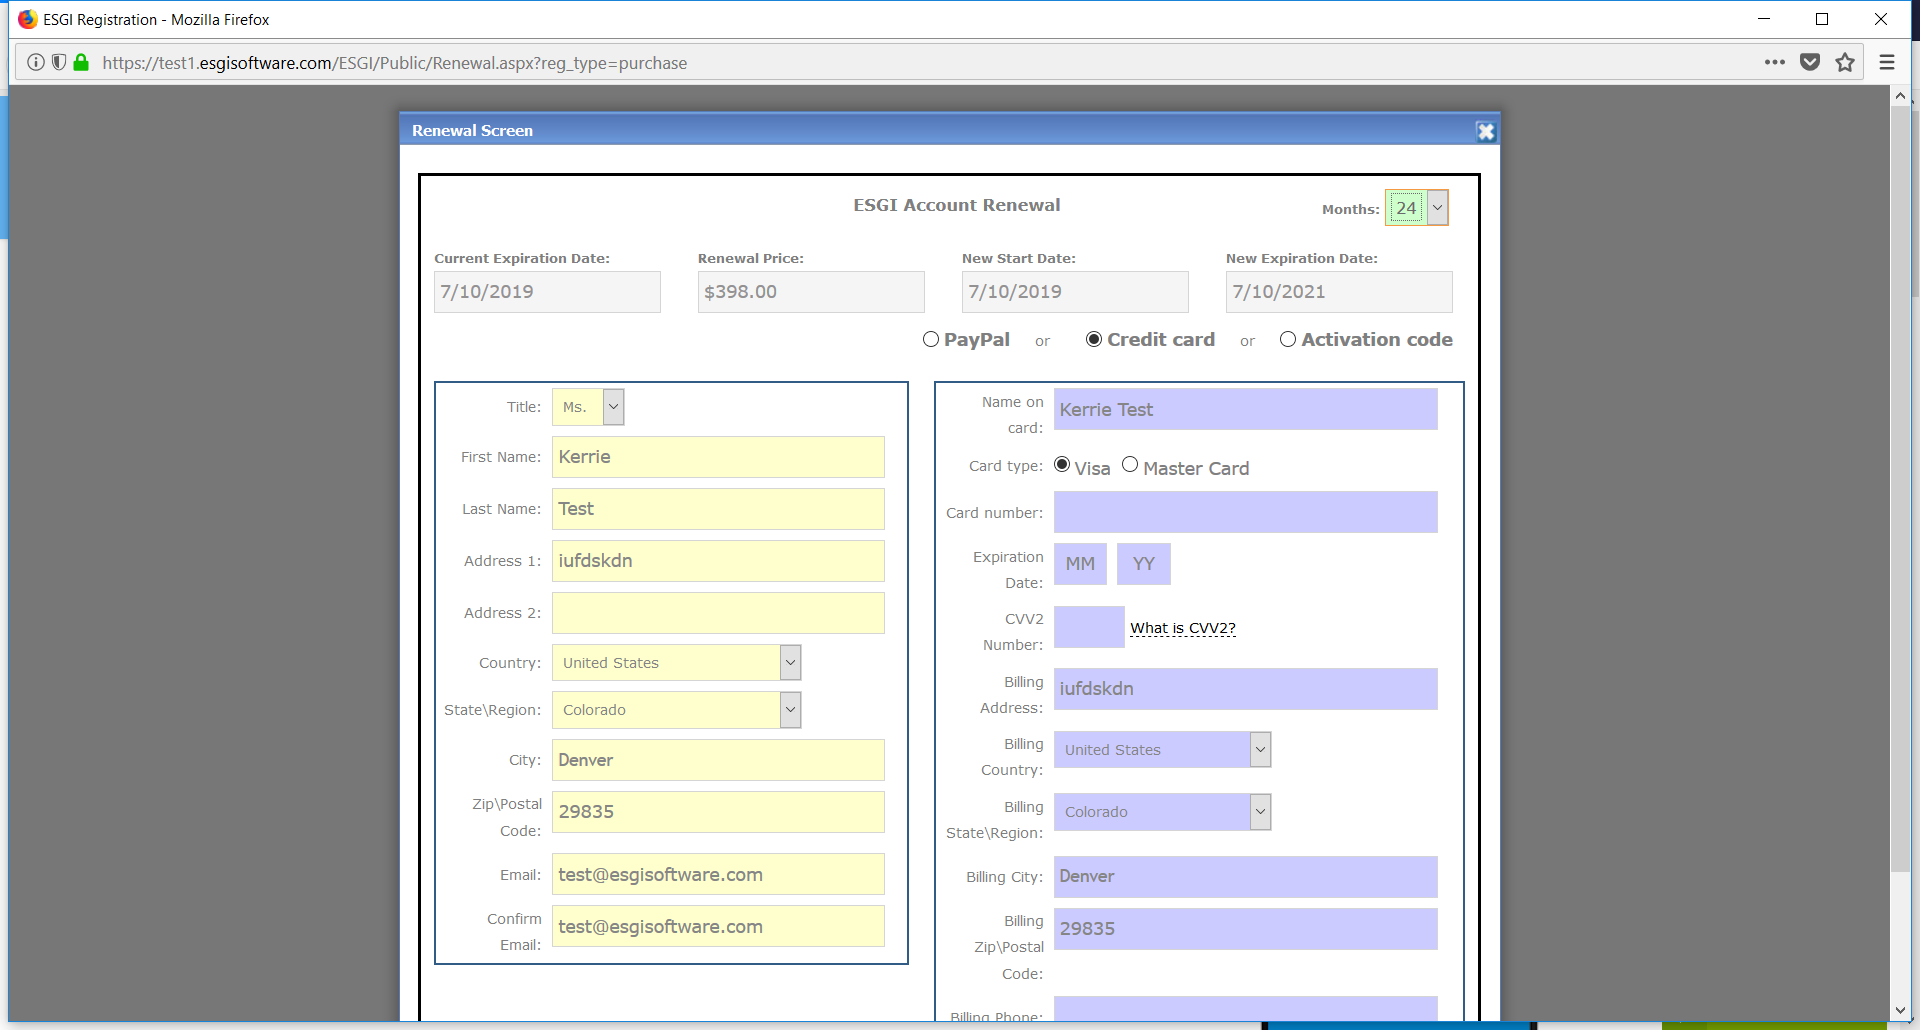 ESGI Registration - Mozilla Firefox
https://test1.esgisoftware.com/ESGI/Public/Renewal.aspx?reg_type=purchase
Renewal Screen
ESGI Account Renewal
Months: 24
Current Expiration Date: Renewal Price: New Start Date: New Expiration Date:
7/10/2019 $398.00 7/10/2019 7/10/2021
PayPal or Credit card or Activation code
Title: Ms.
First Name: Kerrie
Last Name: Test
Address 1: iufdskdn
Address 2:
Country: United States
State\Region: Colorado
City: Denver
Zip\Postal
Code: 29835
Email: test@esgisoftware.com
Confirm
Email: test@esgisoftware.com
Name on
card: Kerrie Test
Card type: Visa Master Card
Card number:
Expiration
Date: MM YY
CVV2
Number: What is CVV2?
Billing
Address: iufdskdn
Billing
Country: United States
Billing
State\Region: Colorado
Billing City: Denver
Billing
Zip\Postal
Code: 29835
Billing Phone: